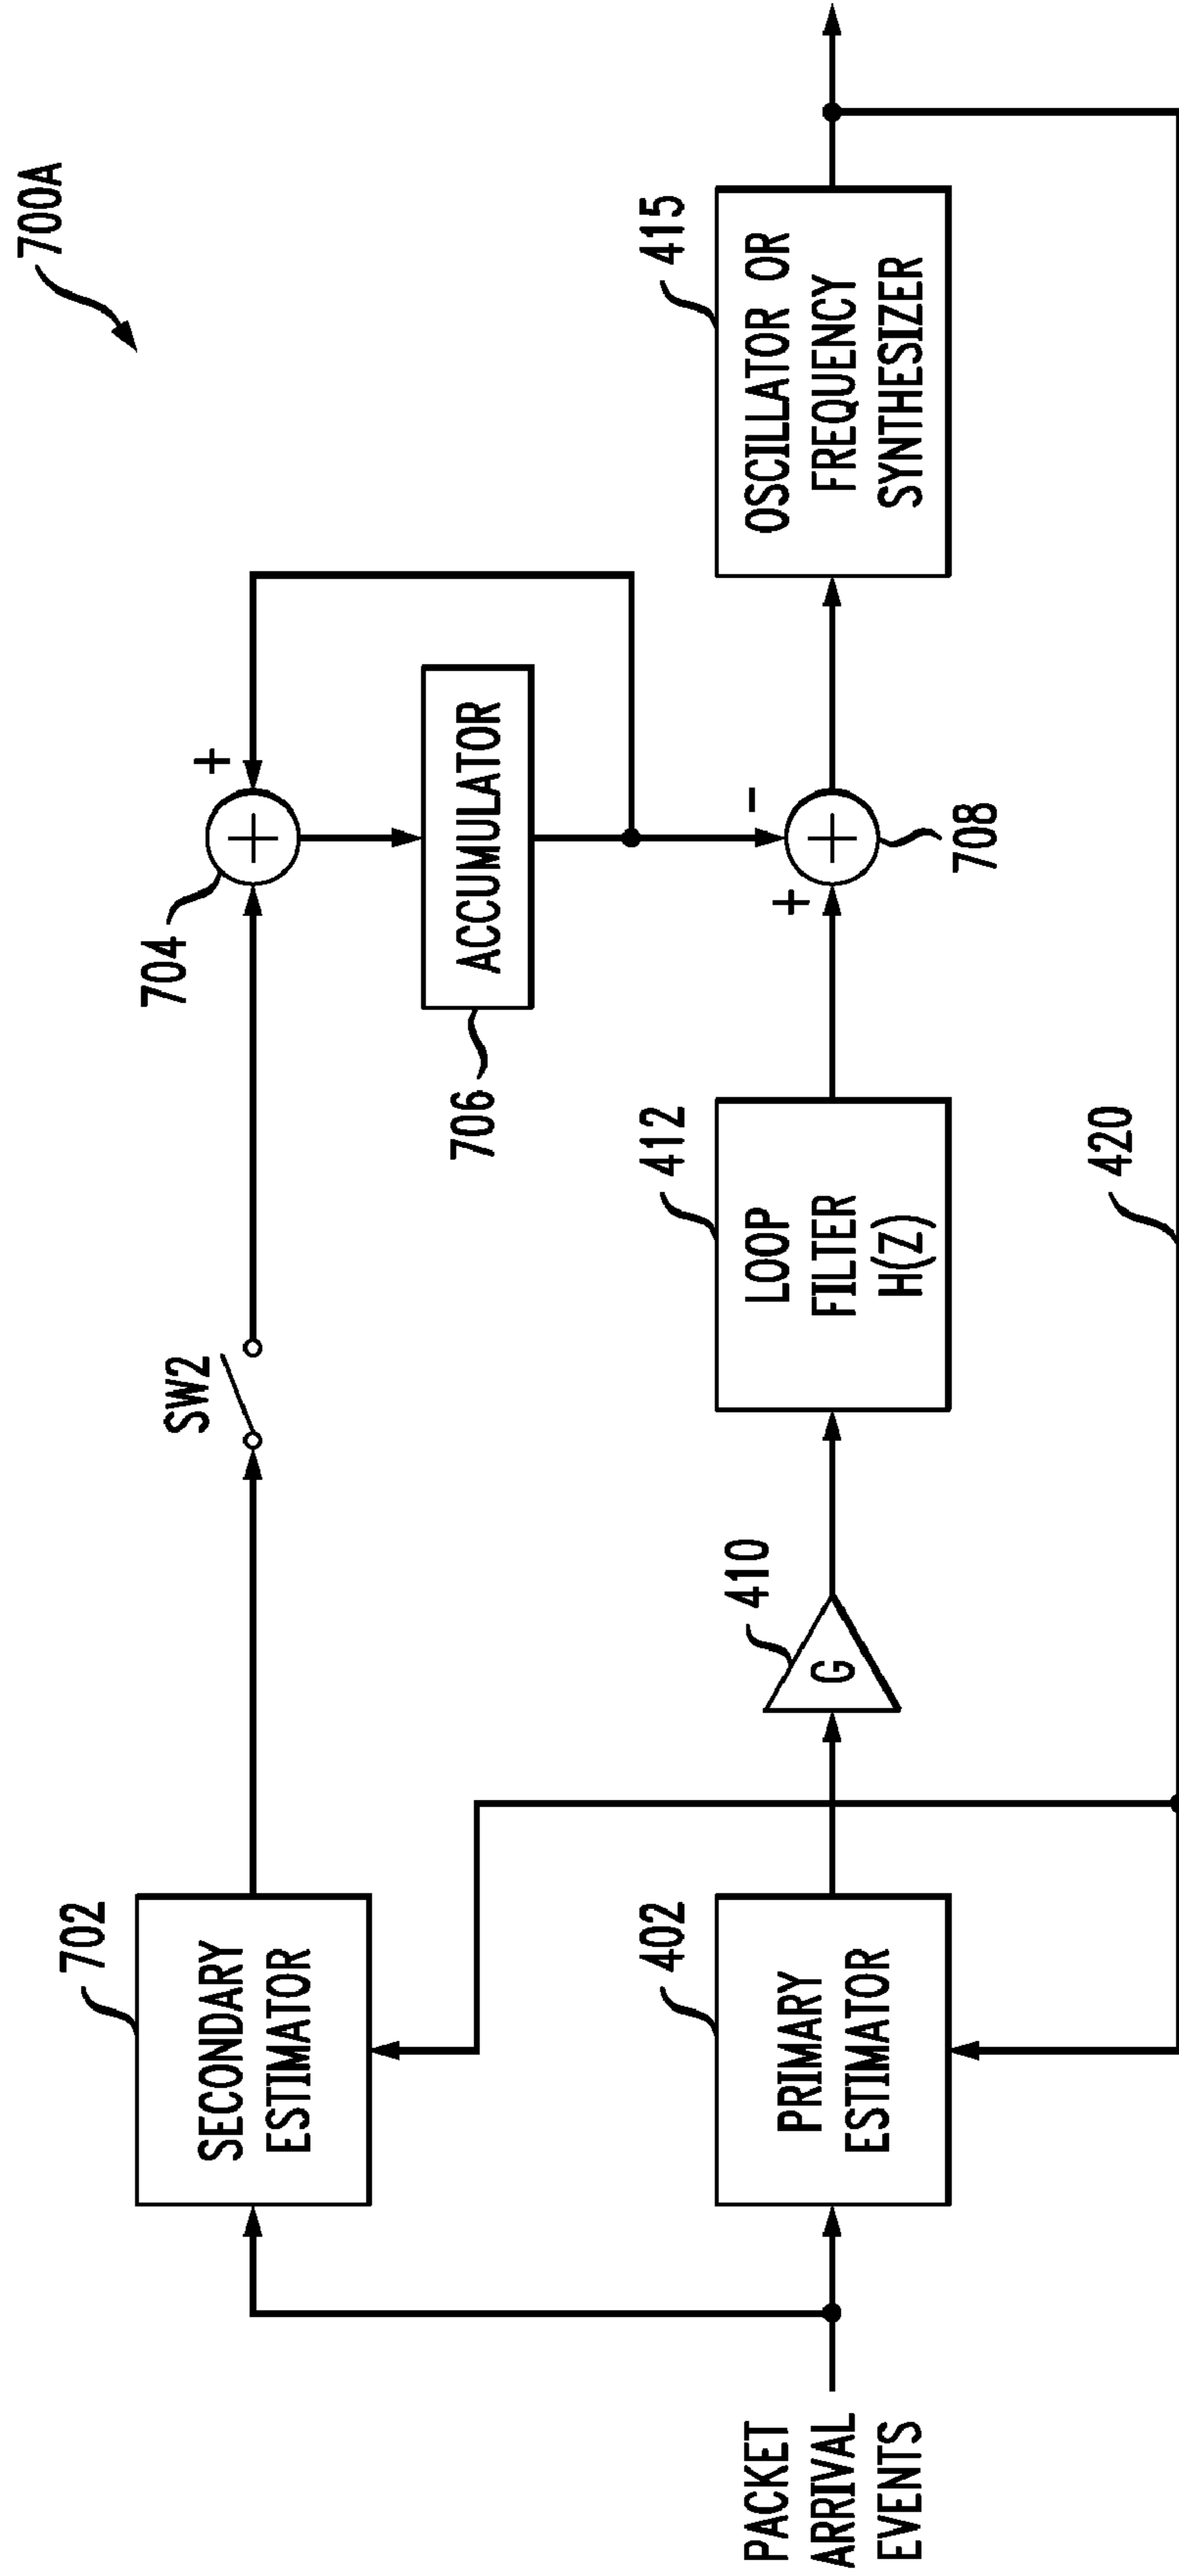 700A
702
SECONDARY
ESTIMATOR
SW2
704
+
+
ACCUMULATOR
706
PACKET
ARRIVAL
EVENTS
402
PRIMARY
ESTIMATOR
410
G
412
LOOP
FILTER
H(Z)
+
-
+
708
415
OSCILLATOR OR
FREQUENCY
SYNTHESIZER
420